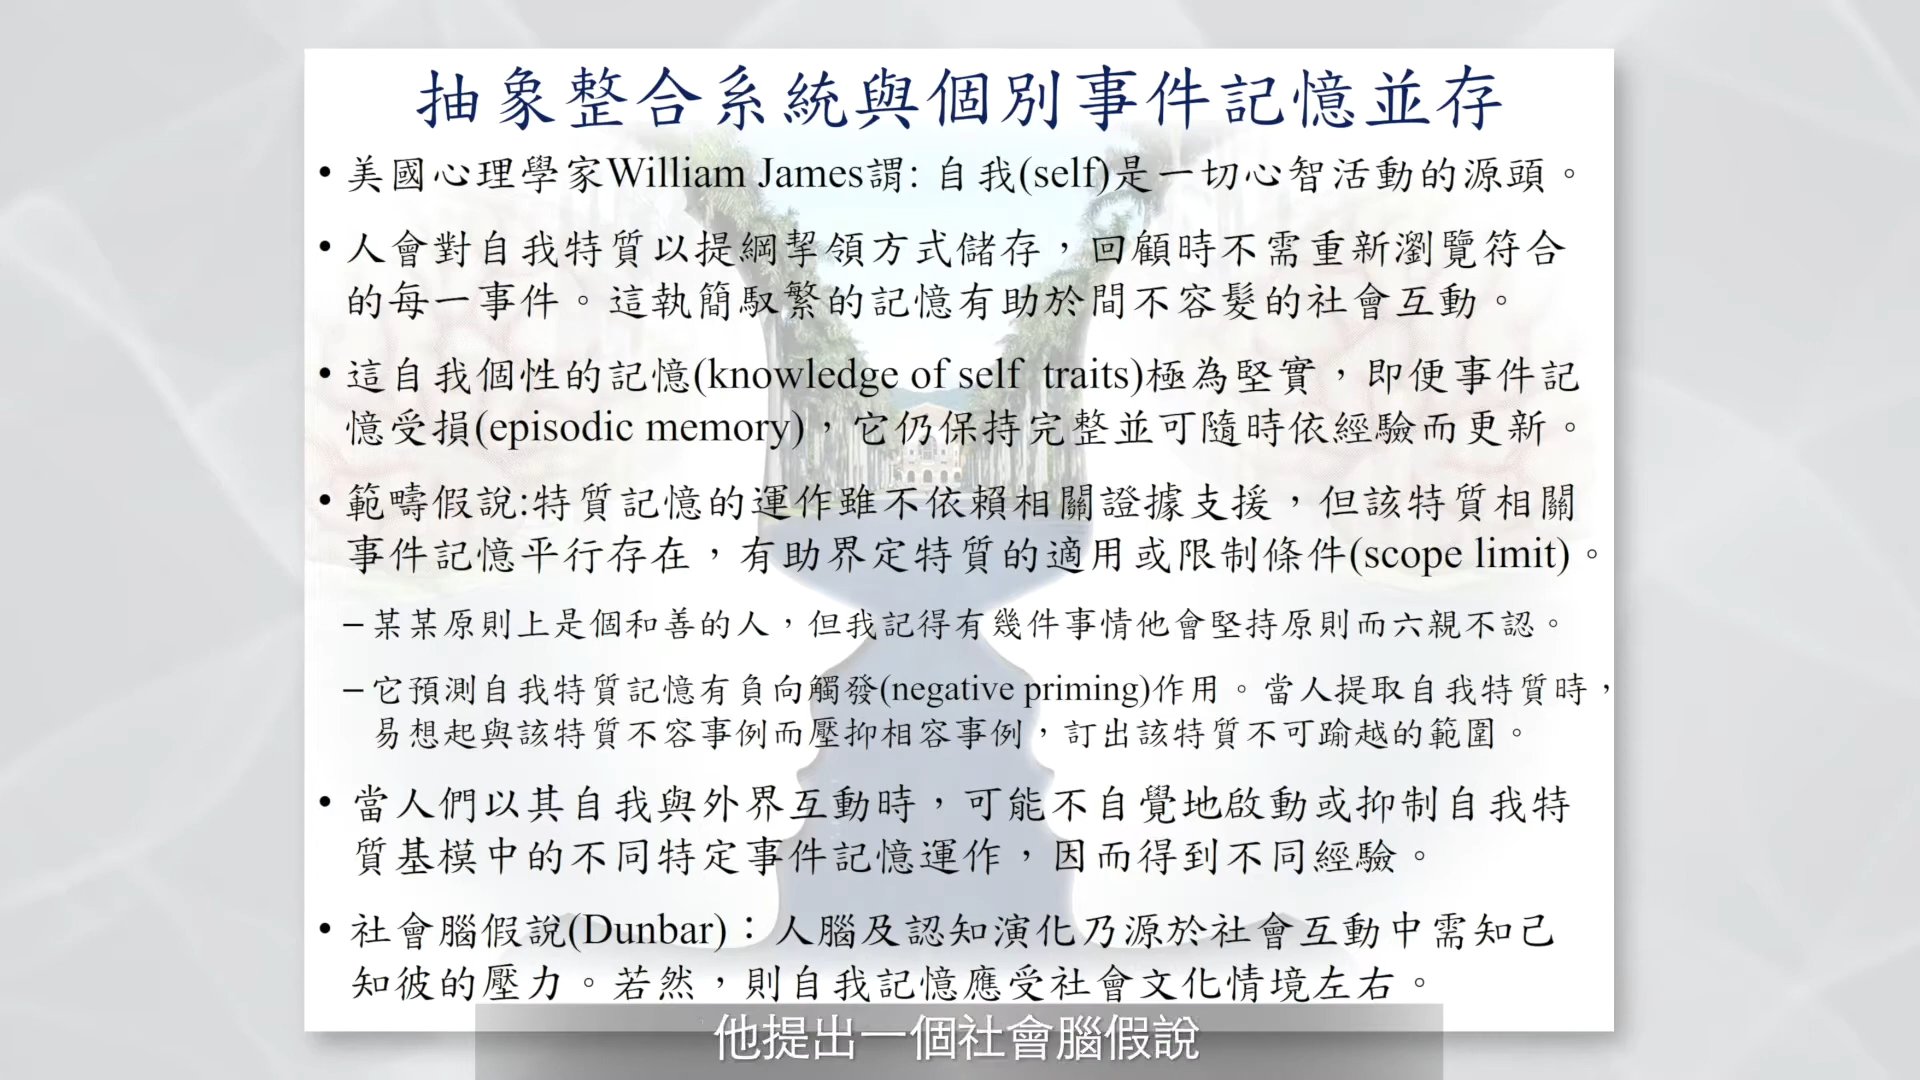 抽象整合系統與個別事件記憶並存
• 美國心理學家William James謂: 自我(self)是一切心智活動的源頭。
• 人會對自我特質以提綱挈領方式儲存，回顧時不需重新瀏覽符合
的每一事件。這執簡馭繁的記憶有助於間不容髮的社會互動。
• 這自我個性的記憶(knowledge of self traits)極為堅實，即便事件記
憶受損(episodic memory)，它仍保持完整並可隨時依經驗而更新。
• 範疇假說:特質記憶的運作雖不依賴相關證據支援，但該特質相關
事件記憶平行存在，有助界定特質的適用或限制條件(scope limit)。
–某某原則上是個和善的人，但我記得有幾件事情他會堅持原則而六親不認。
–它預測自我特質記憶有負向觸發(negative priming)作用。當人提取自我特質時，
易想起與該特質不容事例而壓抑相容事例，訂出該特質不可踰越的範圍。
• 當人們以其自我與外界互動時，可能不自覺地啟動或抑制自我特
質基模中的不同特定事件記憶運作，因而得到不同經驗。
• 社會腦假說(Dunbar)：人腦及認知演化乃源於社會互動中需知己
知彼的壓力。若然，則自我記憶應受社會文化情境左右。
他提出一個社會腦假說